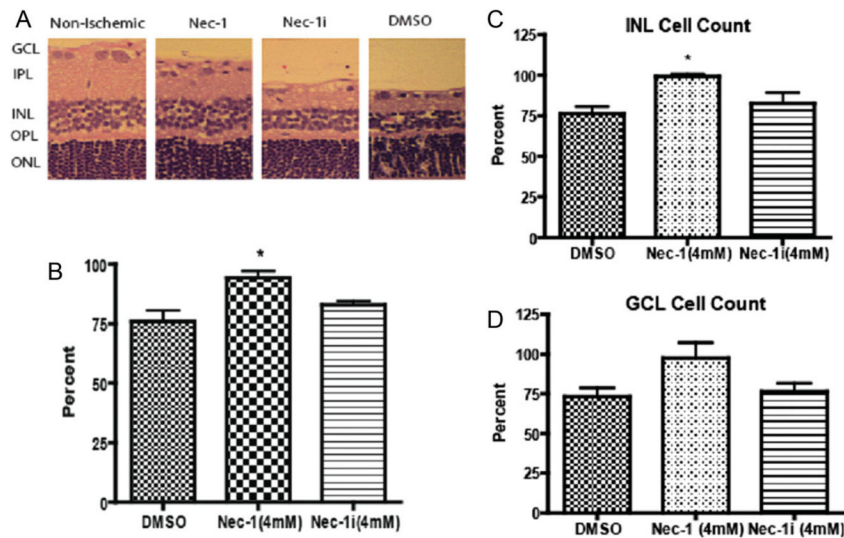 A
Non-Ischemic Nec-1 Nec-1i DMSO
GCL
IPL
INL
OPL
ONL
B
*
100
75
50
25
0
Percent
DMSO Nec-1(4mM) Nec-1i(4mM)
C
INL Cell Count
*
125
100
75
50
25
0
Percent
DMSO Nec-1(4mM) Nec-1i(4mM)
D
GCL Cell Count
125
100
75
50
25
0
Percent
DMSO Nec-1 (4mM) Nec-1i (4mM)